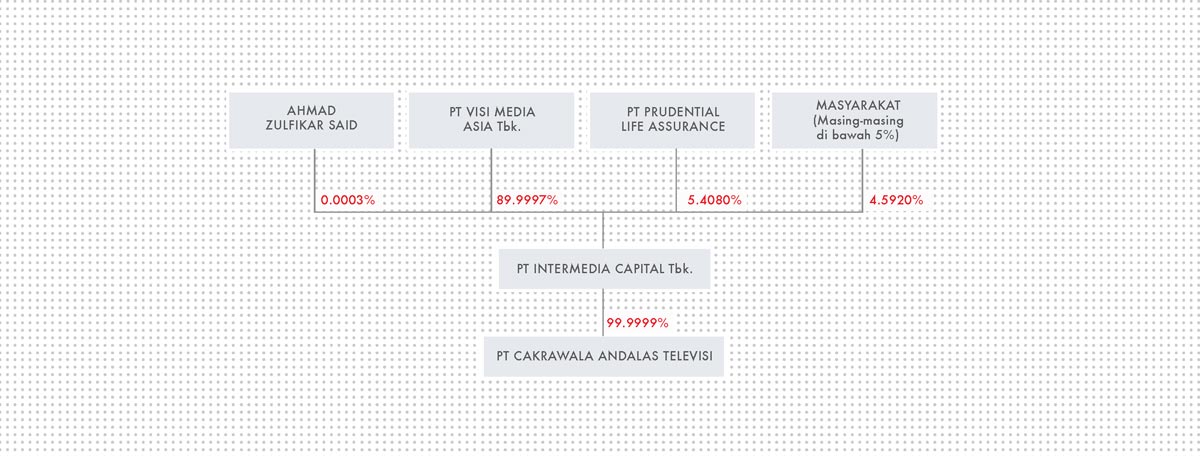 AHMAD
ZULFIKAR SAID
PT VISI MEDIA
ASIA Tbk.
PT PRUDENTIAL
LIFE ASSURANCE
MASYARAKAT
(Masing-masing
di bawah 5%)
0.0003%
89.9997%
5.4080%
4.5920%
PT INTERMEDIA CAPITAL Tbk.
99.9999%
PT CAKRAWALA ANDALAS TELEVISI